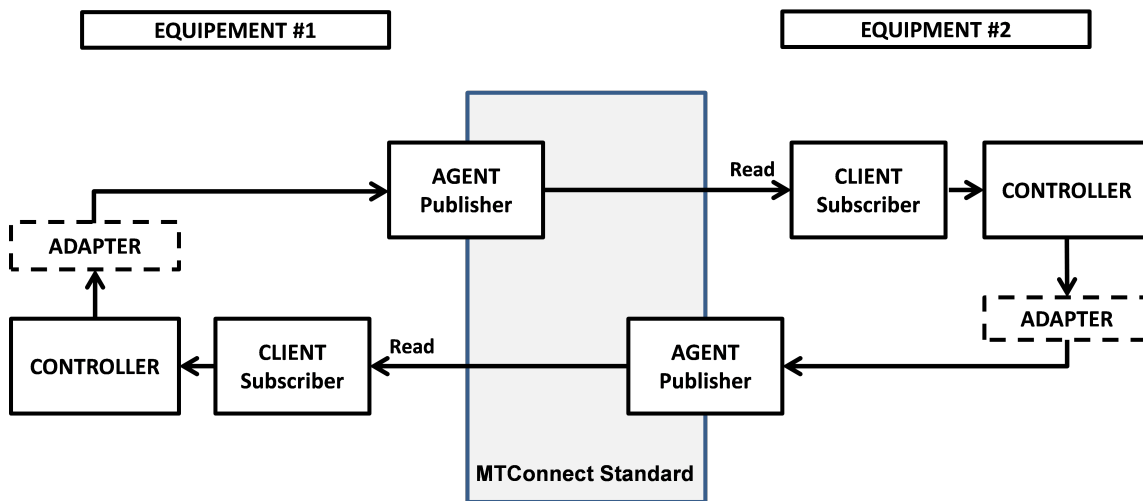 EQUIPEMENT #1
EQUIPMENT #2
AGENT
Publisher
Read
CLIENT
Subscriber
CONTROLLER
ADAPTER
ADAPTER
CONTROLLER
CLIENT
Subscriber
Read
AGENT
Publisher
MTConnect Standard